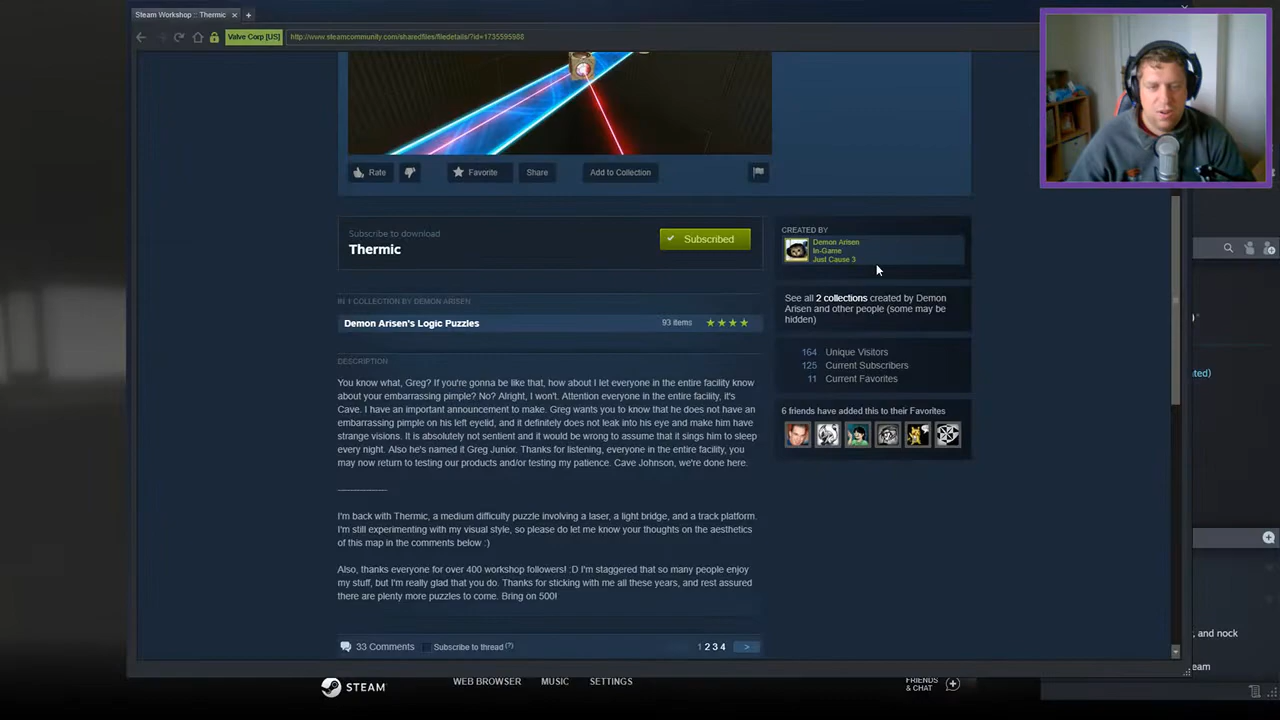 Steam Workshop :: Thermic
Valve Corp [US]
http://www.steamcommunity.com/sharedfiles/filedetails/?id=1735595988
Rate
Favorite
Share
Add to Collection
Subscribe to download
Thermic
Subscribed
CREATED BY
Demon Arisen
In-Game
Just Cause 3
IN 1 COLLECTION BY DEMON ARISEN
Demon Arisen's Logic Puzzles
93 items
See all 2 collections created by Demon
Arisen and other people (some may be
hidden)
164 Unique Visitors
125 Current Subscribers
11 Current Favorites
6 friends have added this to their Favorites
DESCRIPTION
You know what, Greg? If you're gonna be like that, how about I let everyone in the entire facility know
about your embarrassing pimple? No? Alright, I won't. Attention everyone in the entire facility, it's
Cave. I have an important announcement to make. Greg wants you to know that he does not have an
embarrassing pimple on his left eyelid, and it definitely does not leak into his eye and make him have
strange visions. It is absolutely not sentient and it would be wrong to assume that it sings him to sleep
every night. Also he's named it Greg Junior. Thanks for listening, everyone in the entire facility, you
may now return to testing our products and/or testing my patience. Cave Johnson, we're done here.
I'm back with Thermic, a medium difficulty puzzle involving a laser, a light bridge, and a track platform.
I'm still experimenting with my visual style, so please do let me know your thoughts on the aesthetics
of this map in the comments below :)
Also, thanks everyone for over 400 workshop followers! :D I'm staggered that so many people enjoy
my stuff, but I'm really glad that you do. Thanks for sticking with me all these years, and rest assured
there are plenty more puzzles to come. Bring on 500!
33 Comments
Subscribe to thread (?)
1 2 3 4 >
STEAM
WEB BROWSER
MUSIC
SETTINGS
FRIENDS
& CHAT
ted)
, and nock
eam